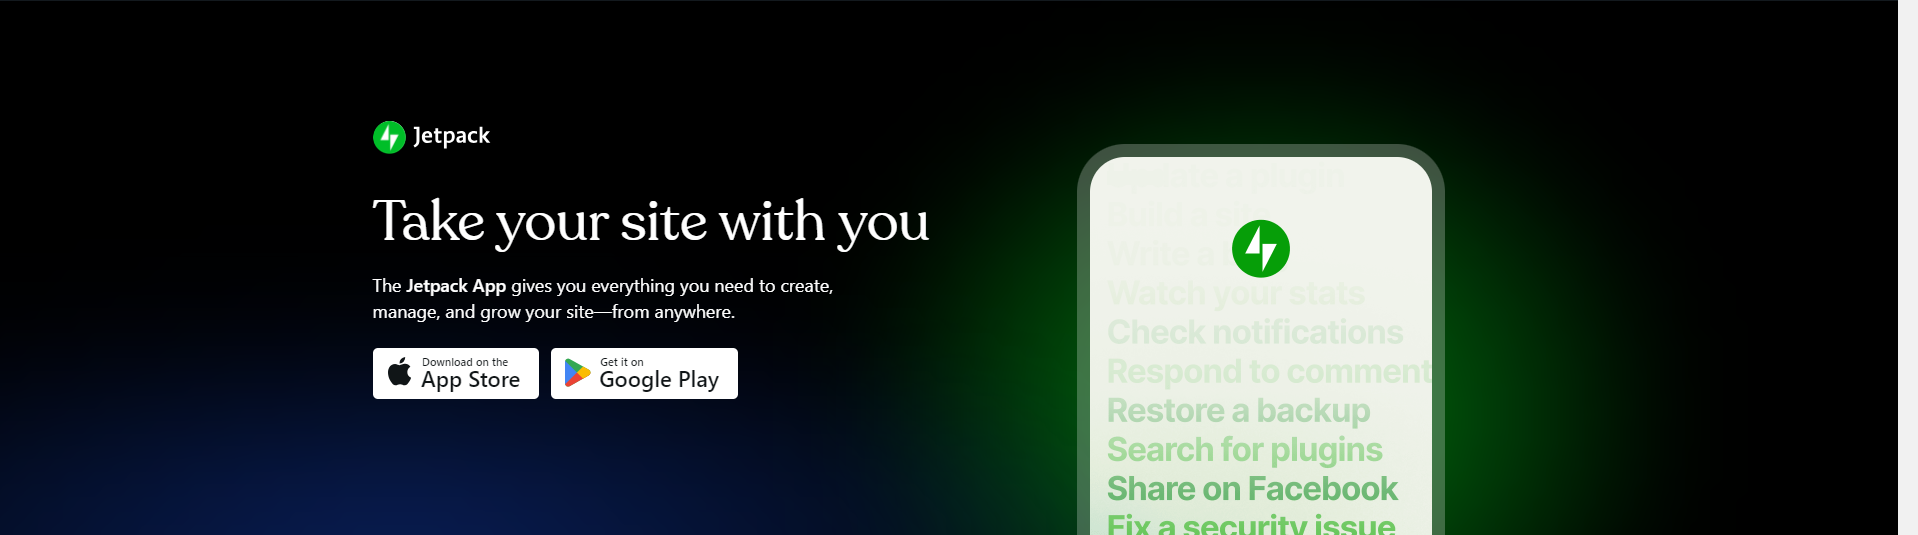 Jetpack
Take your site with you
The Jetpack App gives you everything you need to create,
manage, and grow your site—from anywhere.
Download on the
App Store
Get it on
Google Play
Update a plugin
Build a site
Write a
Watch your stats
Check notifications
Respond to comment
Restore a backup
Search for plugins
Share on Facebook
Fix a security issue